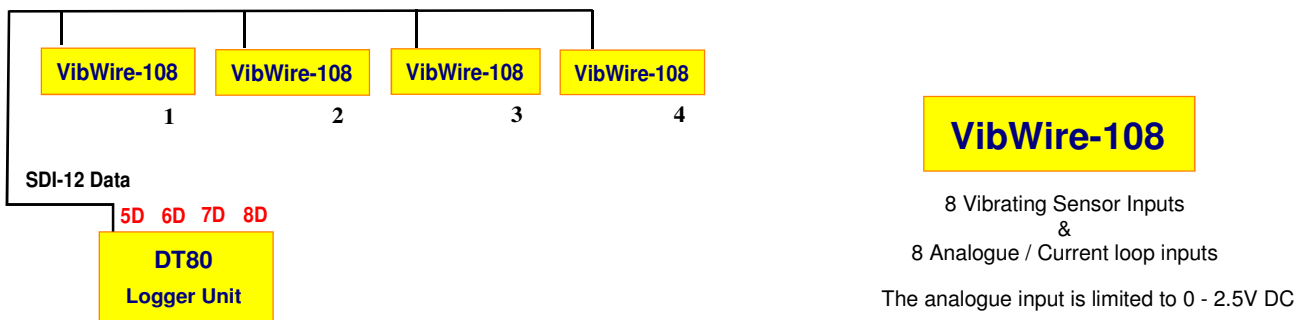 VibWire-108 VibWire-108 VibWire-108 VibWire-108
1 2 3 4
SDI-12 Data
5D 6D 7D 8D
DT80
Logger Unit
VibWire-108
8 Vibrating Sensor Inputs
&
8 Analogue / Current loop inputs
The analogue input is limited to 0 - 2.5V DC